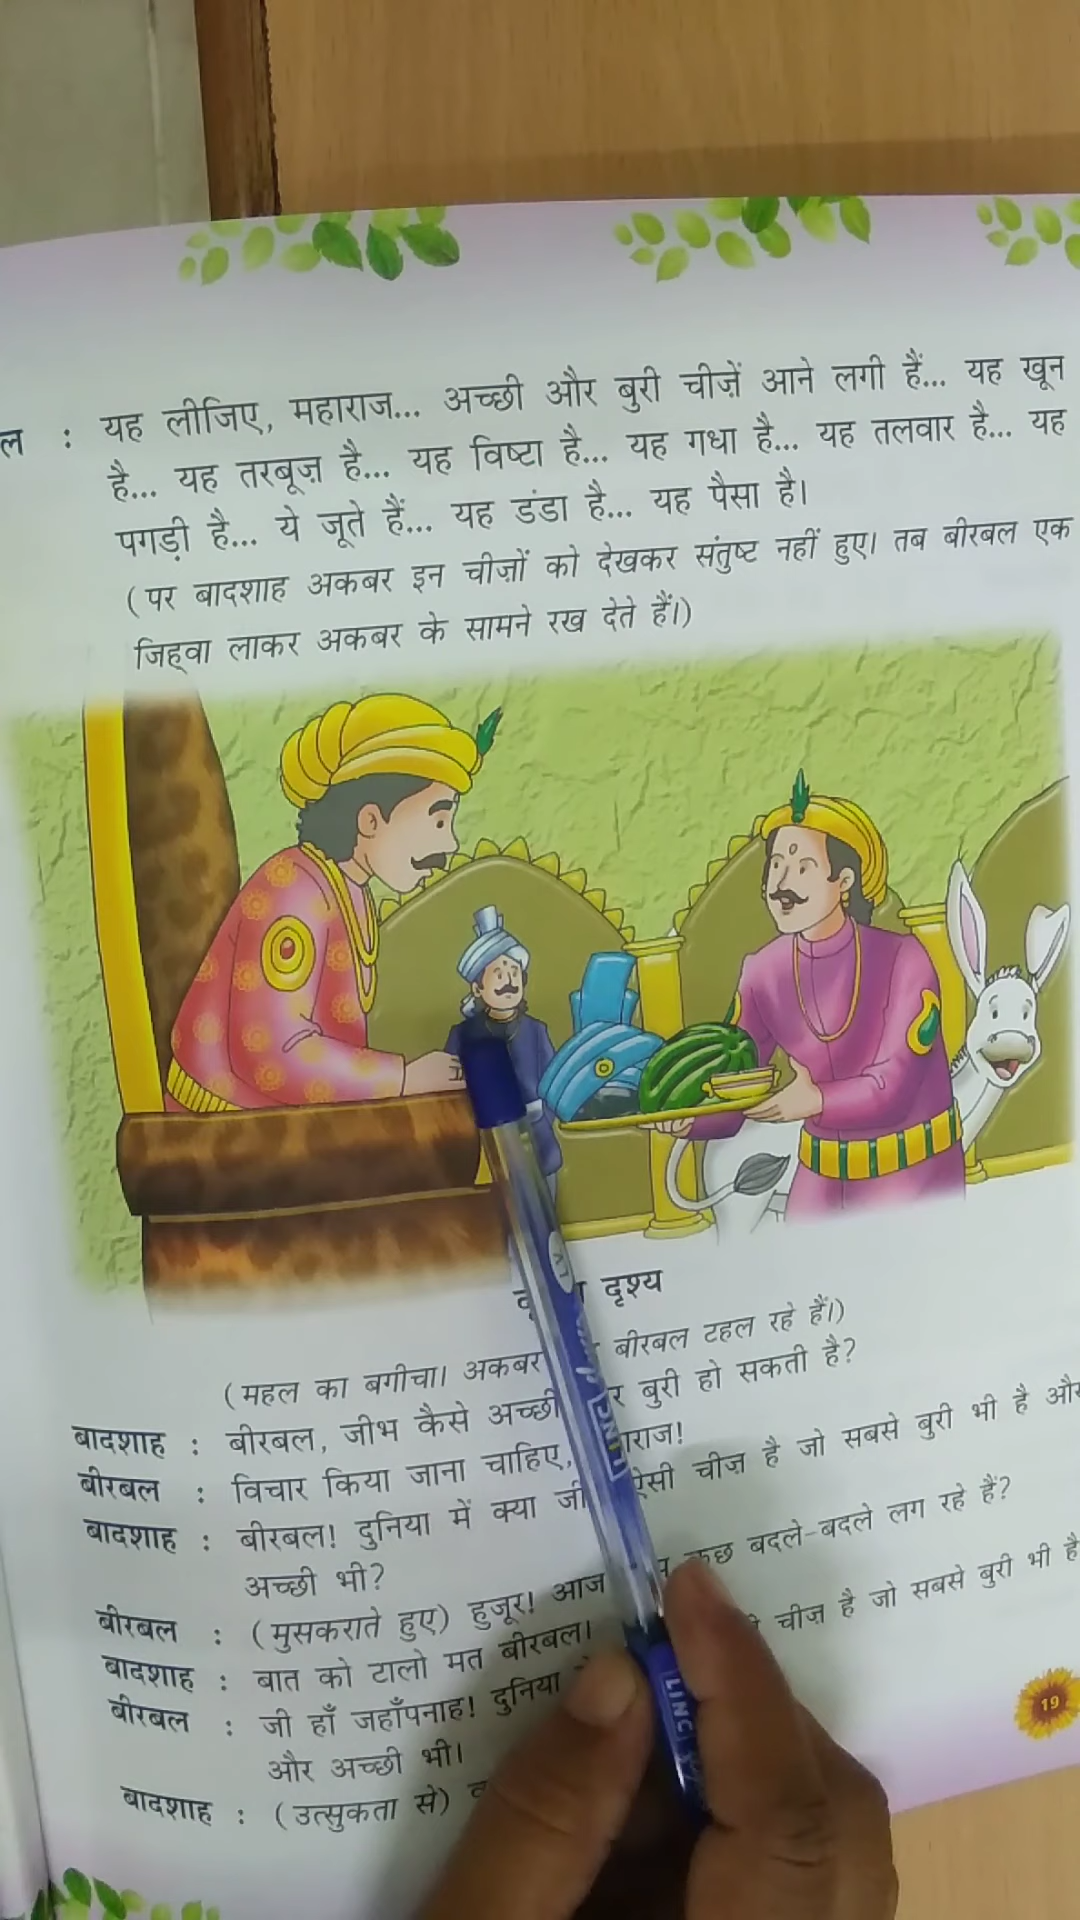 ल : यह लीजिए, महाराज... अच्छी और बुरी चीज़ें आने लगी हैं... यह खून
है... यह तरबूज़ है... यह विष्टा है... यह गधा है... यह तलवार है... यह
पगड़ी है... ये जूते हैं... यह डंडा है... यह पैसा है।
(पर बादशाह अकबर इन चीज़ों को देखकर संतुष्ट नहीं हुए। तब बीरबल एक
जिह्वा लाकर अकबर के सामने रख देते हैं।)
दृश्य
(महल का बगीचा। अकबर बीरबल टहल रहे हैं।)
बादशाह : बीरबल, जीभ कैसे अच्छी बुरी हो सकती है?
बीरबल : विचार किया जाना चाहिए,
बादशाह : बीरबल! दुनिया में क्या चीज़ है जो सबसे बुरी भी है और
अच्छी भी?
बीरबल : (मुसकराते हुए) हुजूर! आज कुछ बदले-बदले लग रहे हैं?
बादशाह : बात को टालो मत बीरबल।
बीरबल : जी हाँ जहाँपनाह! दुनिया चीज़ है जो सबसे बुरी भी है
और अच्छी भी।
बादशाह : (उत्सुकता से)
19
LINC
LINC